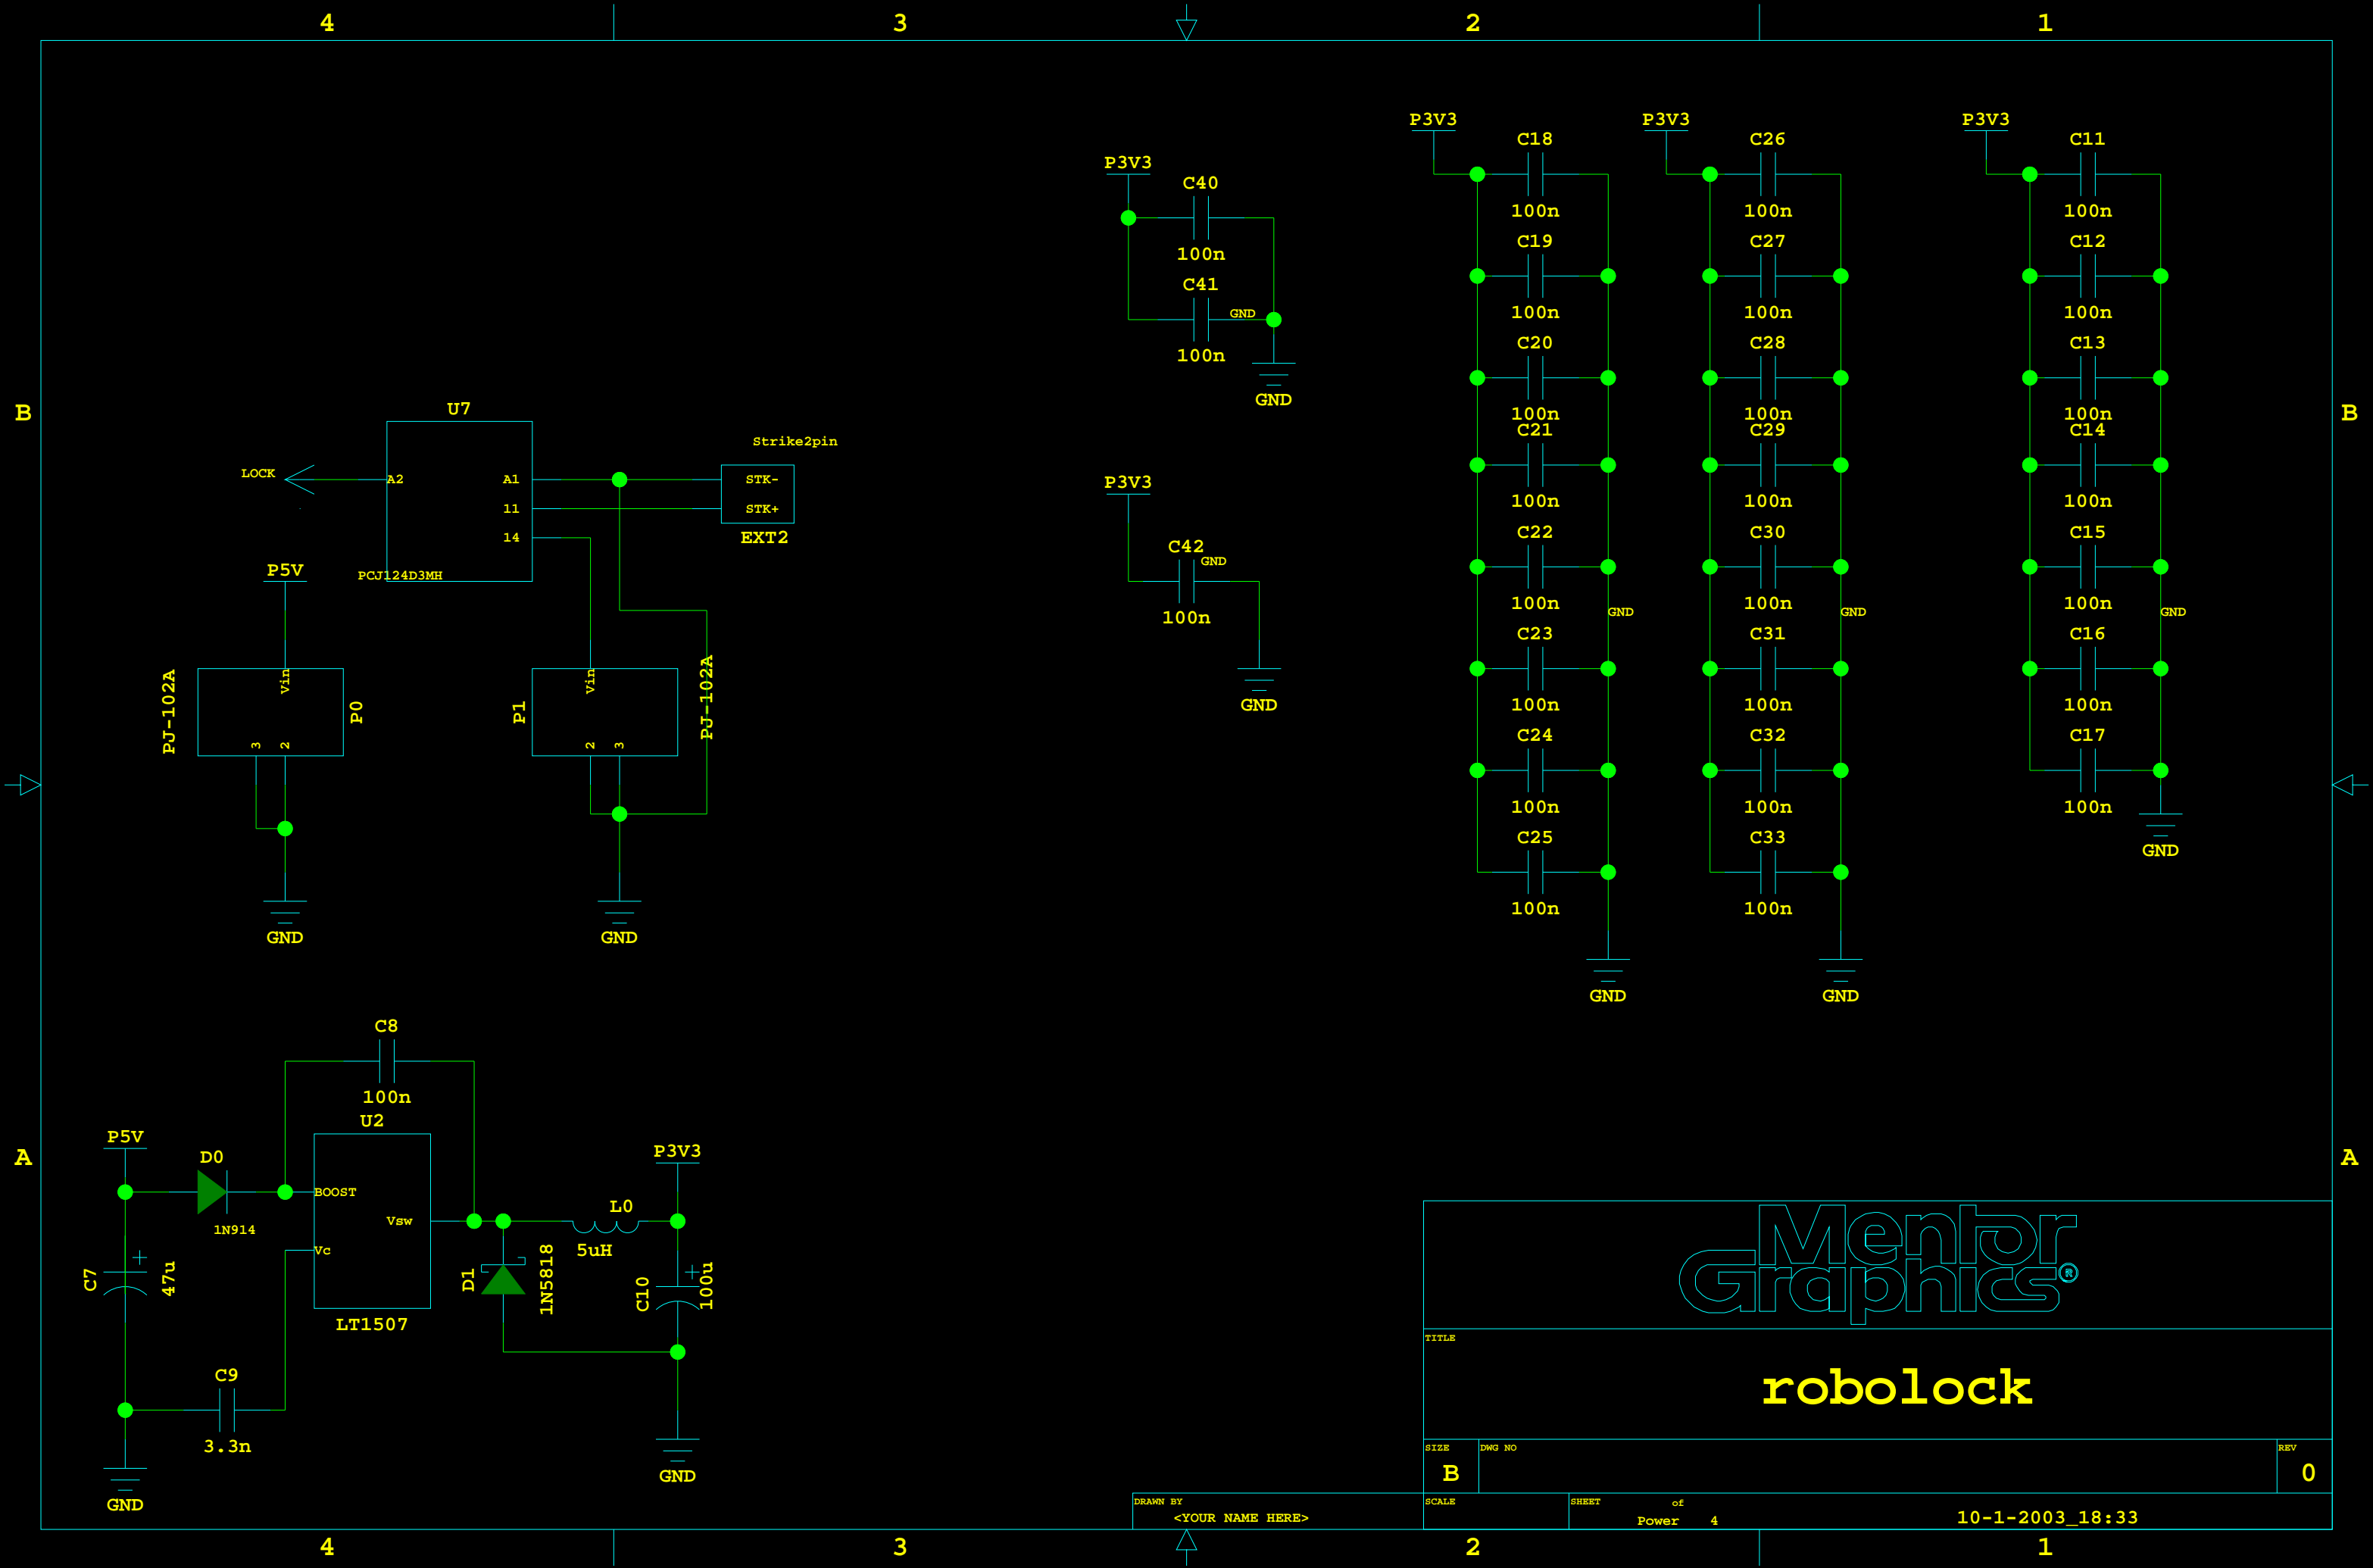 4 3 2 1
P3V3 P3V3 P3V3
C18 C26 C11
P3V3
C40
100n 100n 100n
C19 C27 C12
100n
C41
GND
100n 100n 100n
C20 C28 C13
100n
GND
B B
U7
100n 100n 100n
C21 C29 C14
Strike2pin
LOCK A2 A1 STK-
P3V3
11 STK+
100n 100n 100n
14 EXT2
C22 C30 C15
C42
GND
P5V
PCJ124D3MH
100n 100n 100n
GND GND GND
100n
C23 C31 C16
PJ-102A Vin P0
3 2
P1 Vin PJ-102A
2 3
GND
100n 100n 100n
C24 C32 C17
100n 100n 100n
C25 C33
GND
100n 100n
GND GND
GND GND
C8
100n
U2
P5V
D0
P3V3
A A
BOOST
L0
Vsw
1N914
5uH
Vc
C7 47u
D1 1N5818
C10 100u
LT1507
C9
3.3n
GND
GND
Mentor
Graphics®
TITLE
robolock
SIZE DWG NO REV
B 0
DRAWN BY SCALE SHEET of
<YOUR NAME HERE> Power 4 10-1-2003_18:33
4 3 2 1